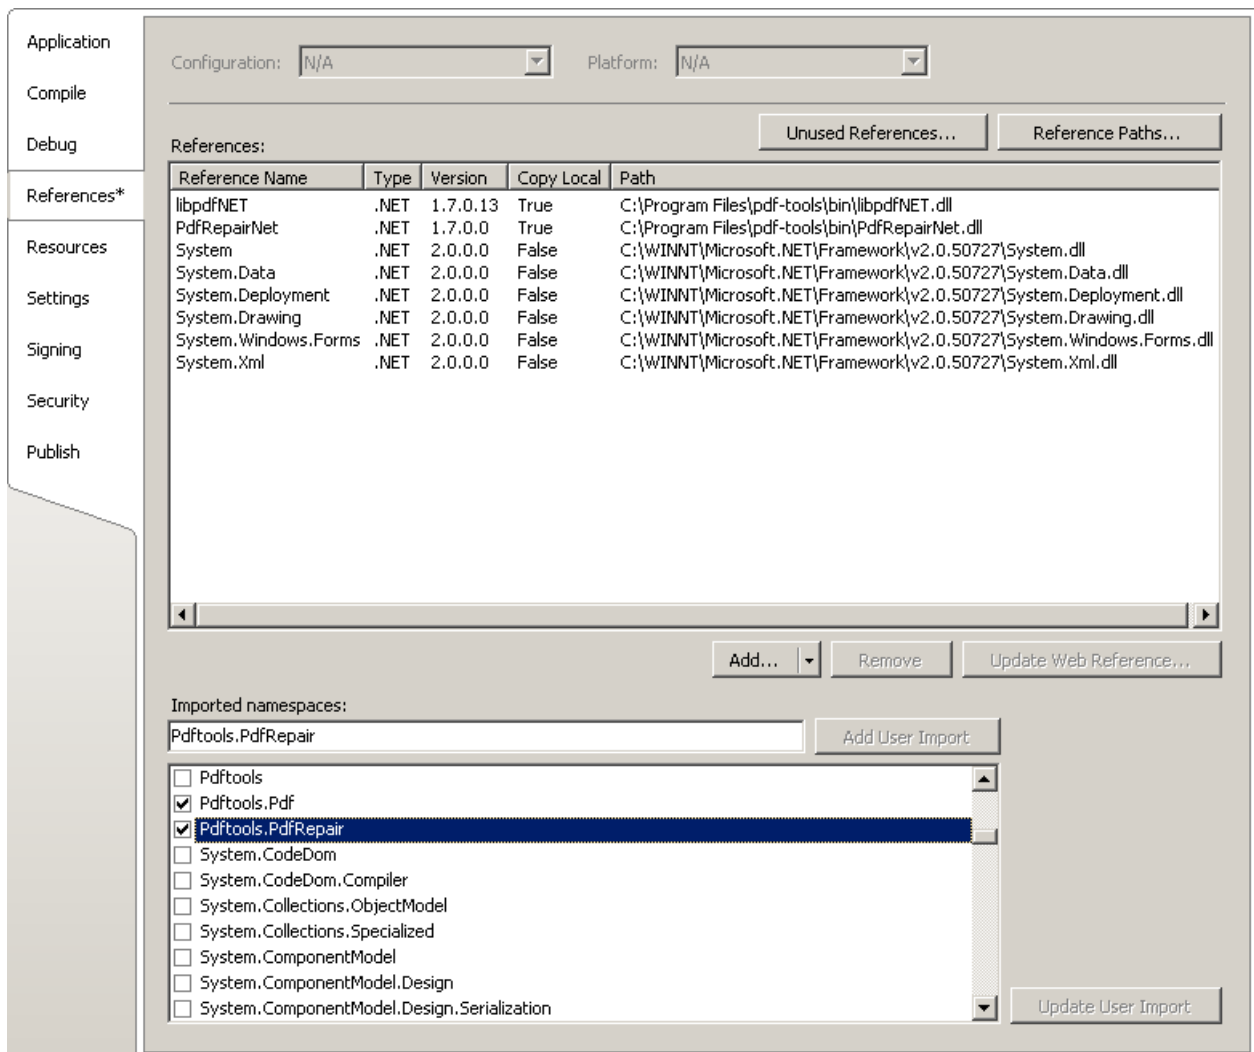 Application
Compile
Debug
References*
Resources
Settings
Signing
Security
Publish
Configuration: N/A Platform: N/A
Unused References... Reference Paths...
References:
Reference Name Type Version Copy Local Path
libpdfNET .NET 1.7.0.13 True C:\Program Files\pdf-tools\bin\libpdfNET.dll
PdfRepairNet .NET 1.7.0.0 True C:\Program Files\pdf-tools\bin\PdfRepairNet.dll
System .NET 2.0.0.0 False C:\WINNT\Microsoft.NET\Framework\v2.0.50727\System.dll
System.Data .NET 2.0.0.0 False C:\WINNT\Microsoft.NET\Framework\v2.0.50727\System.Data.dll
System.Deployment .NET 2.0.0.0 False C:\WINNT\Microsoft.NET\Framework\v2.0.50727\System.Deployment.dll
System.Drawing .NET 2.0.0.0 False C:\WINNT\Microsoft.NET\Framework\v2.0.50727\System.Drawing.dll
System.Windows.Forms .NET 2.0.0.0 False C:\WINNT\Microsoft.NET\Framework\v2.0.50727\System.Windows.Forms.dll
System.Xml .NET 2.0.0.0 False C:\WINNT\Microsoft.NET\Framework\v2.0.50727\System.Xml.dll
Add... Remove Update Web Reference...
Imported namespaces:
Pdftools.PdfRepair Add User Import
Pdftools
Pdftools.Pdf
Pdftools.PdfRepair
System.CodeDom
System.CodeDom.Compiler
System.Collections.ObjectModel
System.Collections.Specialized
System.ComponentModel
System.ComponentModel.Design
System.ComponentModel.Design.Serialization
Update User Import